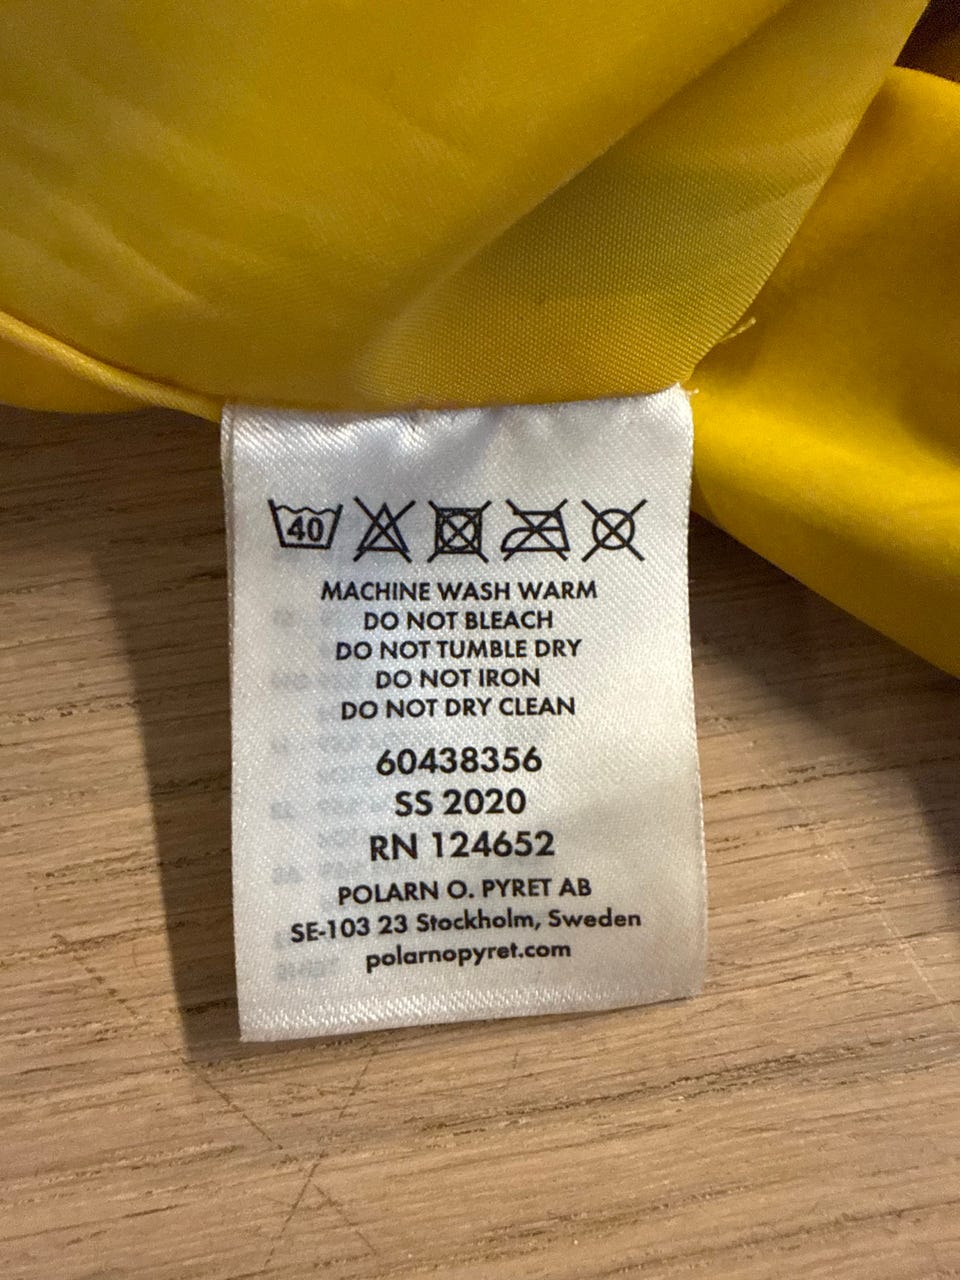 40
MACHINE WASH WARM
DO NOT BLEACH
DO NOT TUMBLE DRY
DO NOT IRON
DO NOT DRY CLEAN
60438356
SS 2020
RN 124652
POLARN O. PYRET AB
SE-103 23 Stockholm, Sweden
polarnopyret.com